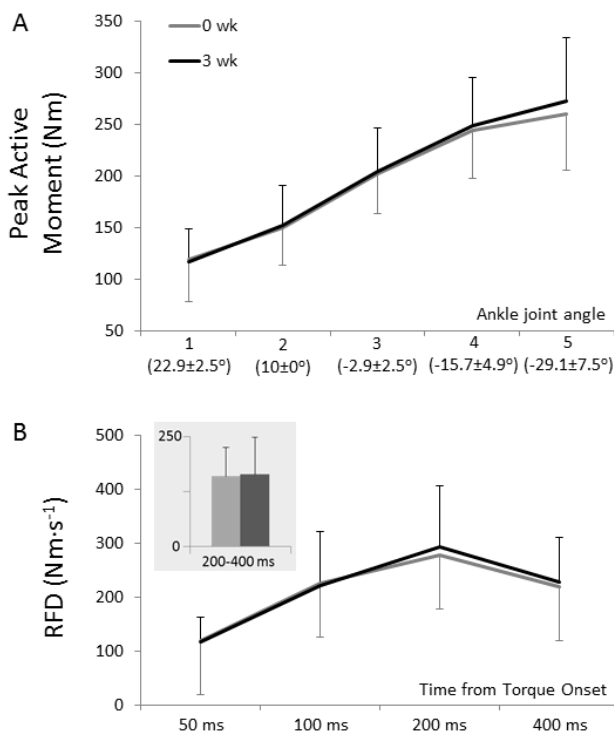 A
0 wk
3 wk
Peak Active
Moment (Nm)
350
300
250
200
150
100
50
Ankle joint angle
1 2 3 4 5
(22.9±2.5°) (10±0°) (-2.9±2.5°) (-15.7±4.9°) (-29.1±7.5°)
B
RFD (Nm·s-1)
500
400
300
200
100
0
250
0
200-400 ms
Time from Torque Onset
50 ms 100 ms 200 ms 400 ms